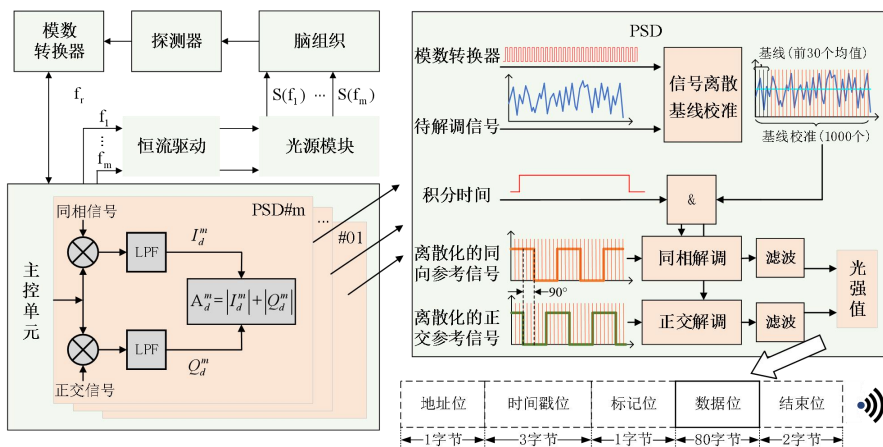 模数
转换器
探测器
脑组织
f_r
S(f_1) ··· S(f_m)
f_1
⋮
f_m
恒流驱动
光源模块
主控单元
同相信号
PSD#m
...
#01
LPF
I_d^m
A_d^m=|I_d^m|+|Q_d^m|
LPF
Q_d^m
正交信号
PSD
模数转换器
待解调信号
信号离散
基线校准
基线(前30个均值)
基线校准(1000个)
积分时间
&
离散化的同
向参考信号
90°
同相解调
滤波
光强值
离散化的正
交参考信号
正交解调
滤波
地址位
时间戳位
标记位
数据位
结束位
1字节
3字节
1字节
80字节
2字节